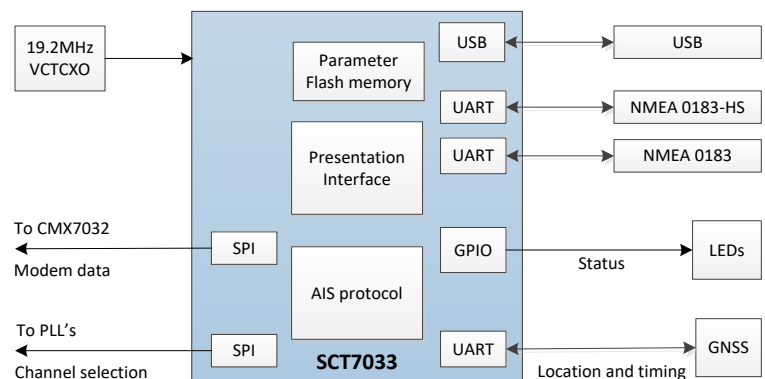 19.2MHz
VCTCXO
Parameter
Flash memory
USB
USB
UART
NMEA 0183-HS
Presentation
Interface
UART
NMEA 0183
To CMX7032
Modem data
SPI
GPIO
Status
LEDs
AIS protocol
To PLL's
Channel selection
SPI
SCT7033
UART
Location and timing
GNSS